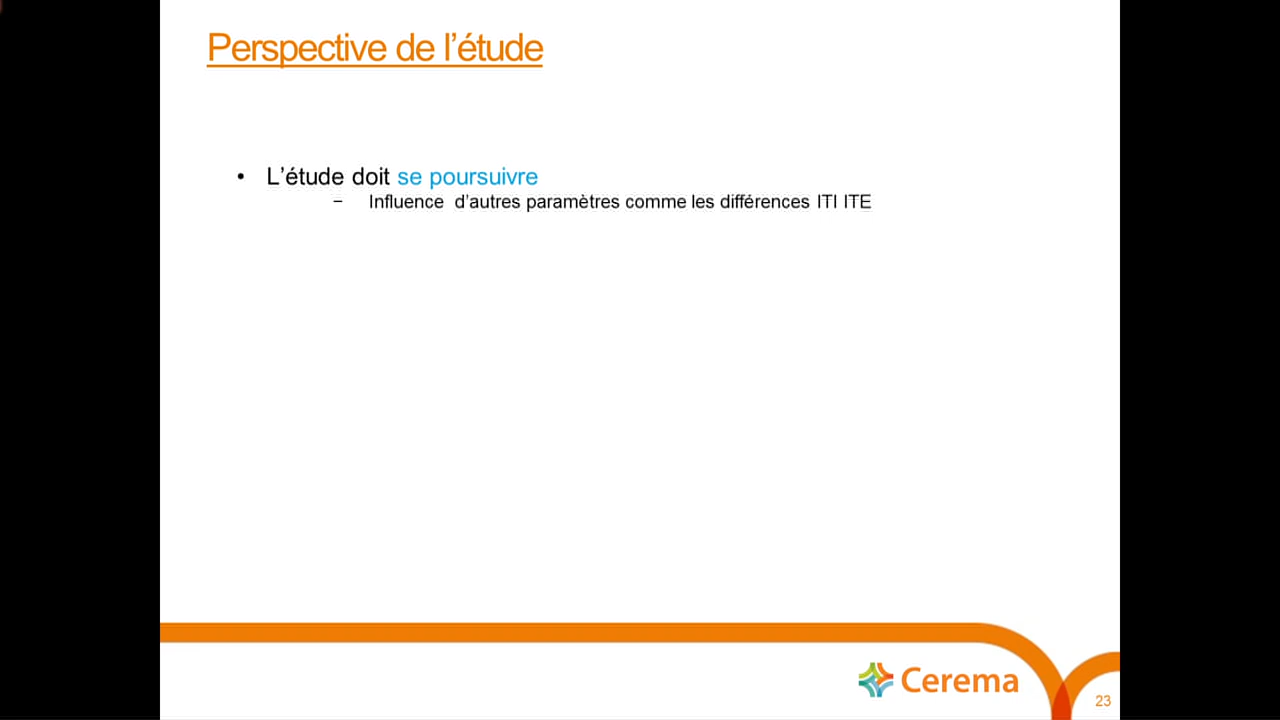 Perspective de l’étude
• L’étude doit se poursuivre
− Influence d’autres paramètres comme les différences ITI ITE
Cerema
23